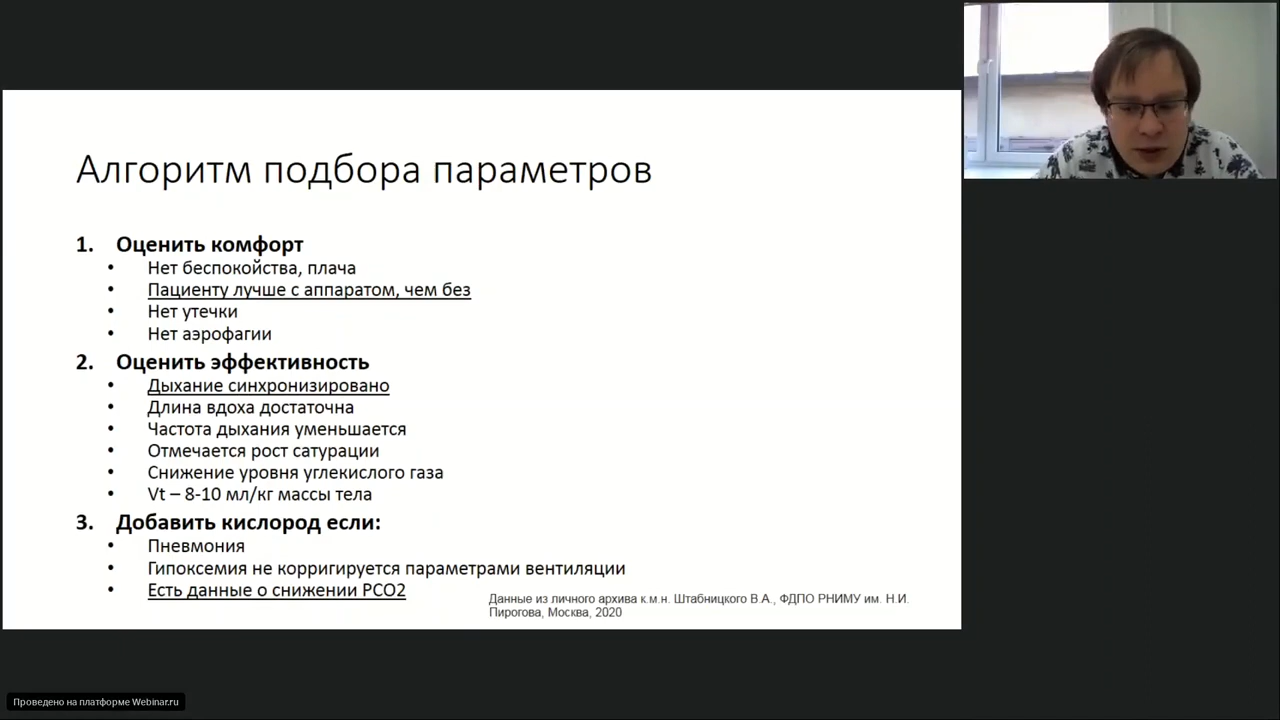 Алгоритм подбора параметров
1. Оценить комфорт
• Нет беспокойства, плача
• Пациенту лучше с аппаратом, чем без
• Нет утечки
• Нет аэрофагии
2. Оценить эффективность
• Дыхание синхронизировано
• Длина вдоха достаточна
• Частота дыхания уменьшается
• Отмечается рост сатурации
• Снижение уровня углекислого газа
• Vt – 8-10 мл/кг массы тела
3. Добавить кислород если:
• Пневмония
• Гипоксемия не корригируется параметрами вентиляции
• Есть данные о снижении PCO2
Данные из личного архива к.м.н. Штабницкого В.А., ФДПО РНИМУ им. Н.И.
Пирогова, Москва, 2020
Проведено на платформе Webinar.ru